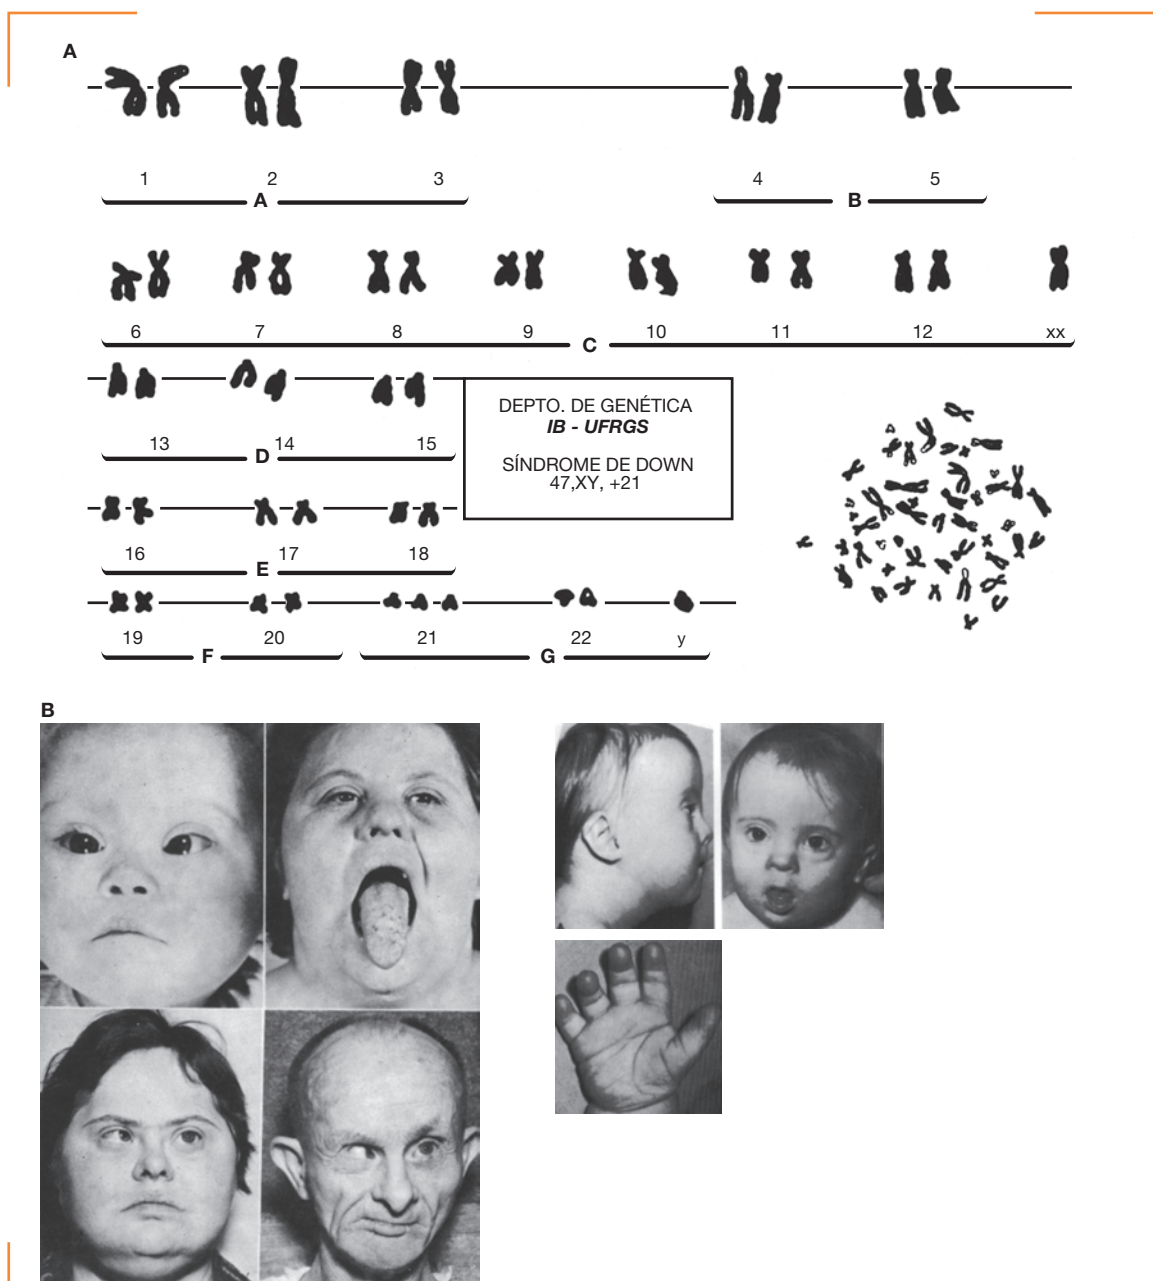 A
1 2 3 4 5
A B
6 7 8 9 10 11 12 xx
C
DEPTO. DE GENÉTICA
IB - UFRGS
SÍNDROME DE DOWN
47,XY, +21
13 14 15
D
16 17 18
E
19 20 21 22 y
F G
B